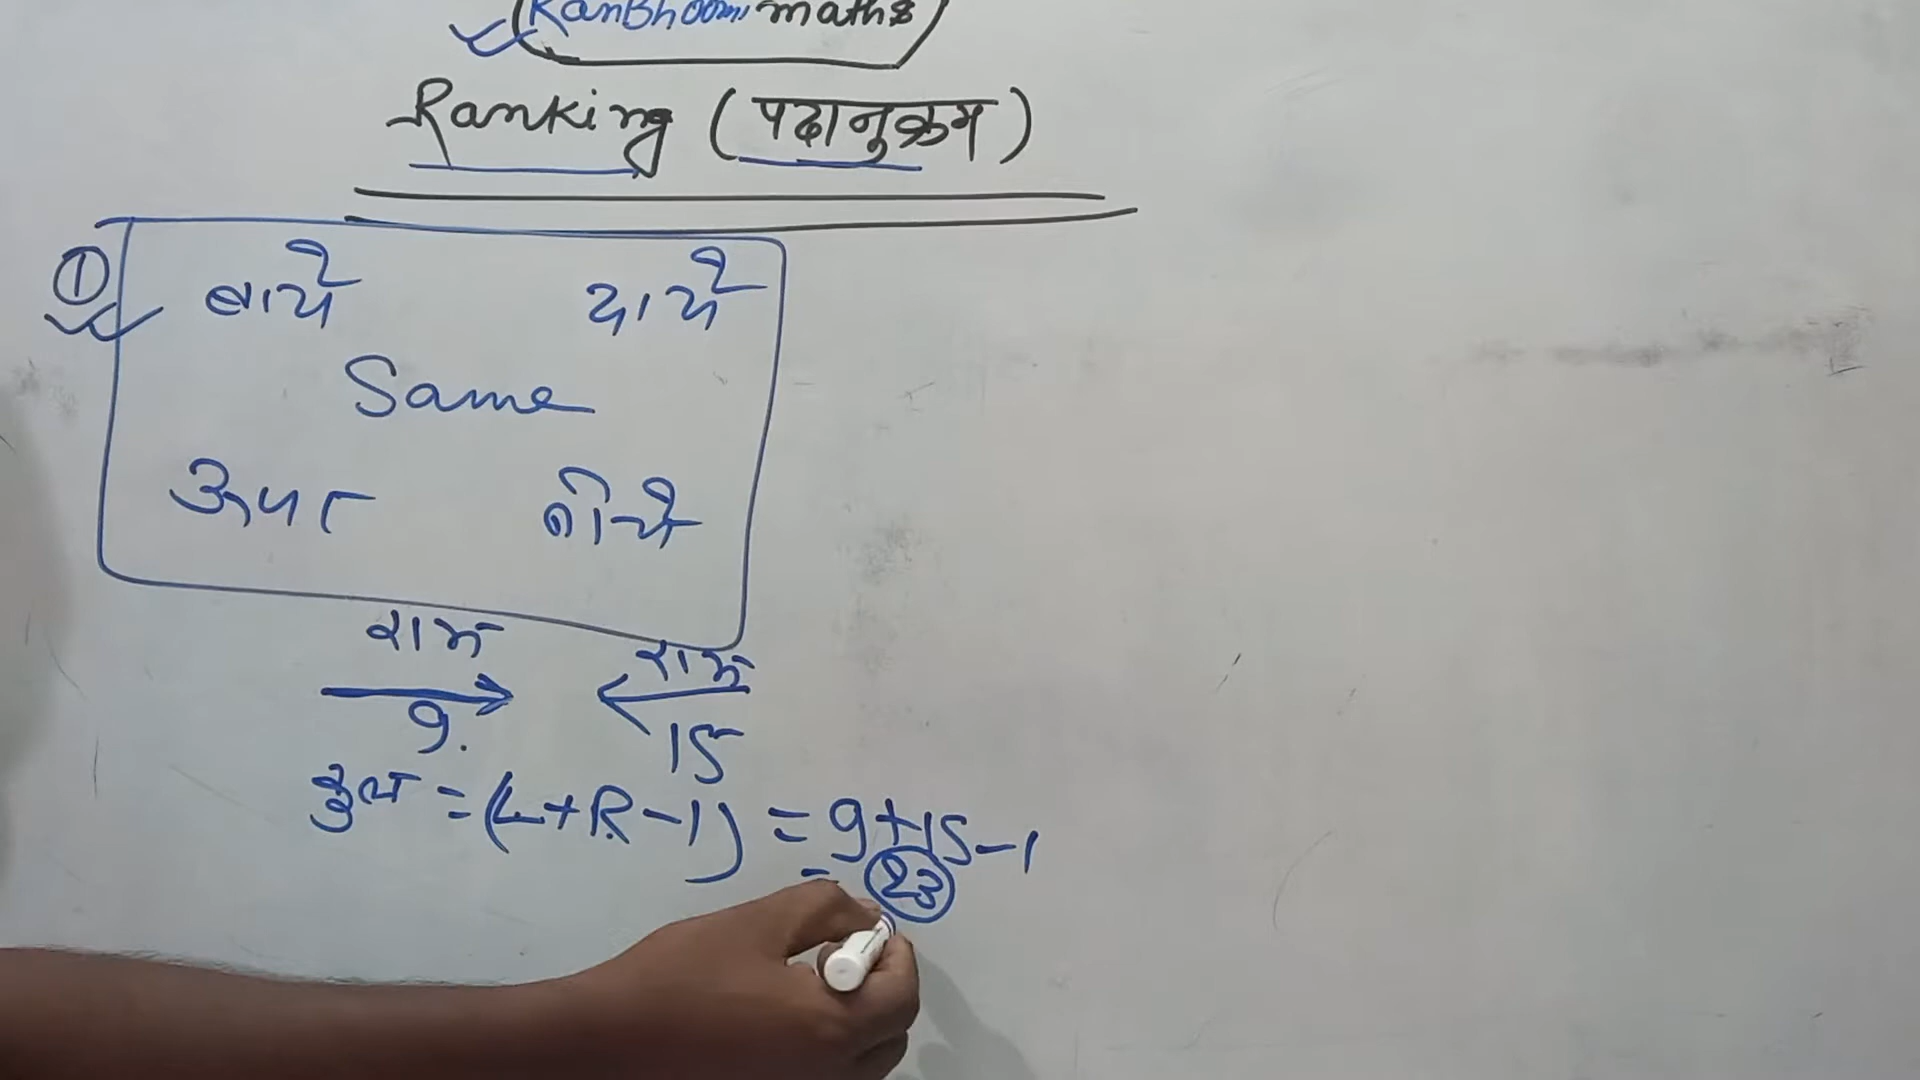 (RanBhoomi maths)
Ranking (पदानुक्रम)
① बायें दायें
Same
ऊपर नीचे
राम राम
9. 15
कुल = (L+R-1) = 9+15-1
= 23